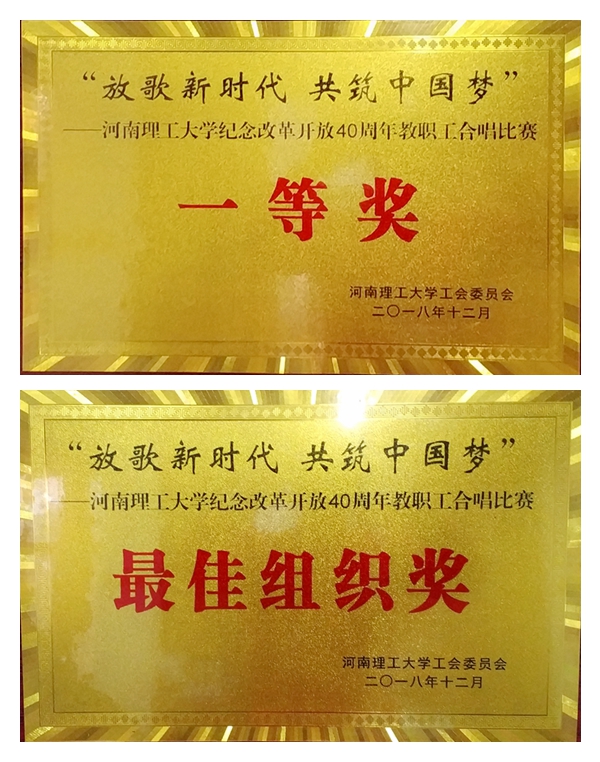 “放歌新时代 共筑中国梦”
——河南理工大学纪念改革开放40周年教职工合唱比赛
一等奖
河南理工大学工会委员会
二〇一八年十二月
“放歌新时代 共筑中国梦”
——河南理工大学纪念改革开放40周年教职工合唱比赛
最佳组织奖
河南理工大学工会委员会
二〇一八年十二月